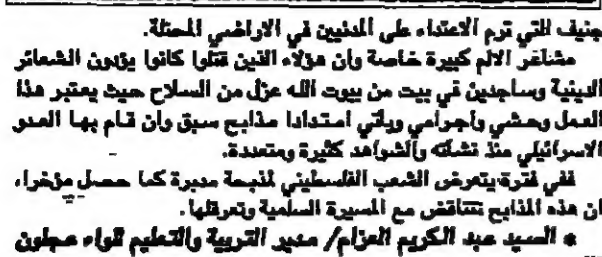 جنيف التي ترم الاعتداء على المدنيين في الاراضي المحتلة.
مشاعر الالم كبيرة خاصة وان هؤلاء الذين قتلوا كانوا يؤدون الشعائر
الدينية وساجدين في بيت من بيوت الله عزل من السلاح حيث يعتبر هذا
العمل وحشي واجرامي ويأتي امتدادا مذابح سبق وان قام بها العدو
الاسرائيلي منذ نشأته والشواهد كثيرة ومتعددة.
ففي فترة يتعرض الشعب الفلسطيني لمذبحة مدبرة كما حصل مؤخرا،
ان هذه المذابح تتناقض مع المسيرة السلمية وتعرقلها.
* السيد عبد الكريم العزام/ مدير التربية والتعليم للواء عجلون